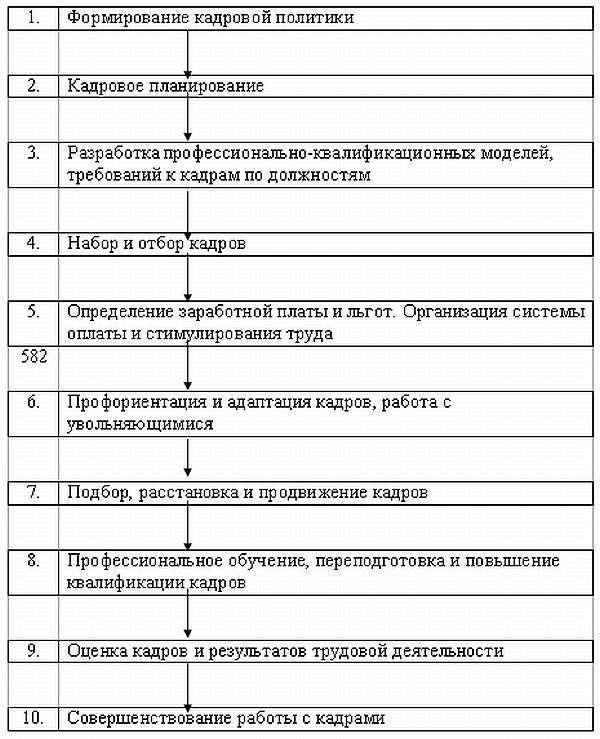 1. Формирование кадровой политики
2. Кадровое планирование
3. Разработка профессионально-квалификационных моделей,
требований к кадрам по должностям
4. Набор и отбор кадров
5. Определение заработной платы и льгот. Организация системы
оплаты и стимулирования труда
582
6. Профориентация и адаптация кадров, работа с
увольняющимися
7. Подбор, расстановка и продвижение кадров
8. Профессиональное обучение, переподготовка и повышение
квалификации кадров
9. Оценка кадров и результатов трудовой деятельности
10. Совершенствование работы с кадрами